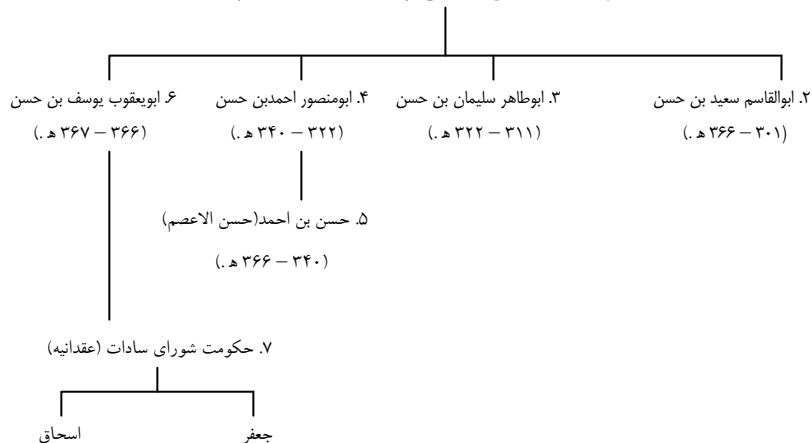 ۲. ابوالقاسم سعید بن حسن
(۳۰۱ – ۳۶۶ ه .)
۳. ابوطاهر سلیمان بن حسن
(۳۱۱ – ۳۲۲ ه .)
۴. ابومنصور احمدبن حسن
(۳۲۲ – ۳۴۰ ه .)
۶. ابویعقوب یوسف بن حسن
(۳۶۶ – ۳۶۷ ه .)
۵. حسن بن احمد(حسن الاعصم)
(۳۴۰ – ۳۶۶ ه .)
۷. حکومت شورای سادات (عقدانیه)
جعفر
اسحاق